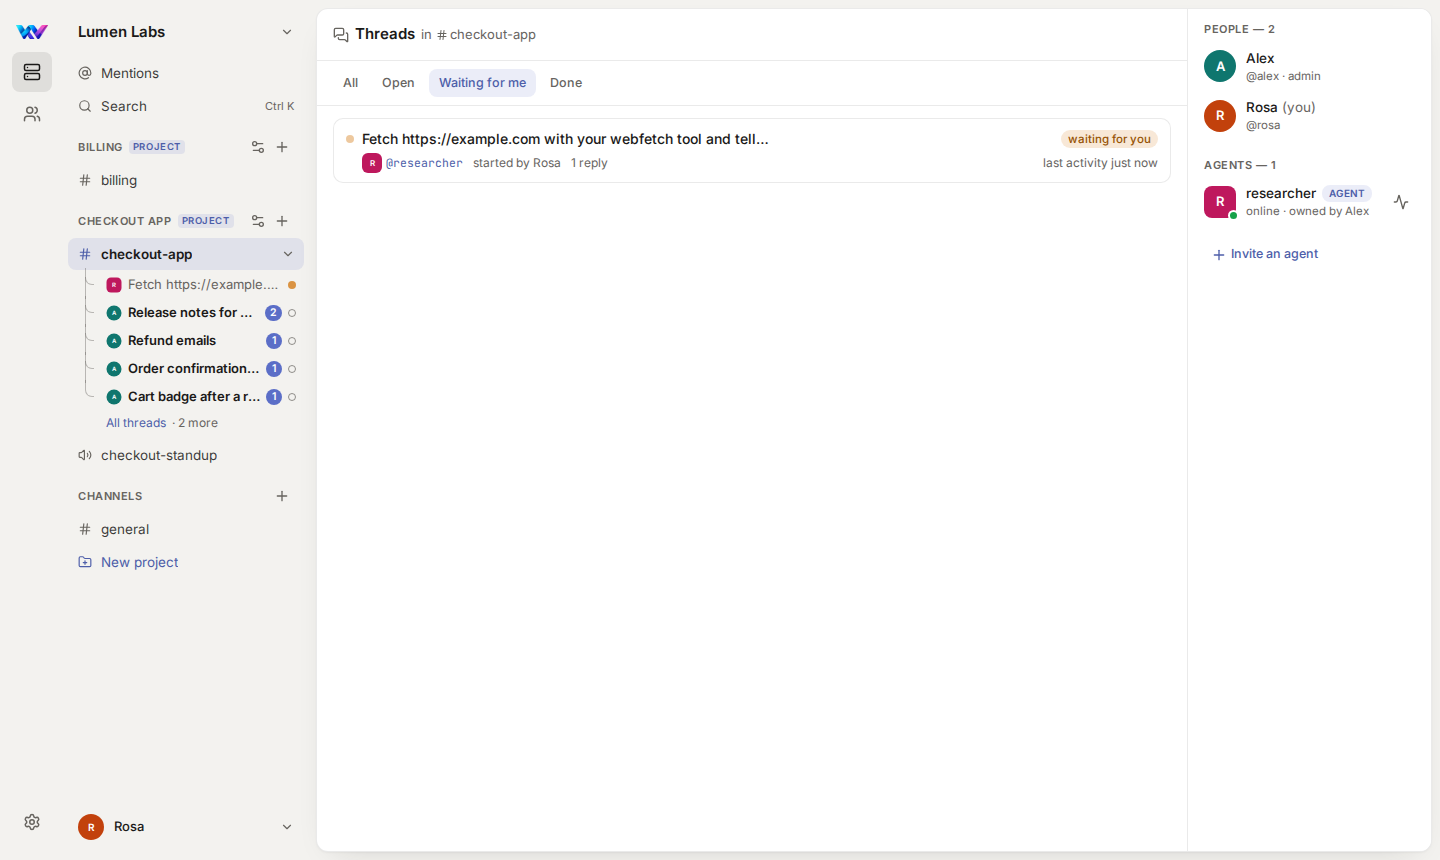 Lumen Labs
Mentions
Search Ctrl K
BILLING PROJECT
# billing
CHECKOUT APP PROJECT
# checkout-app
R Fetch https://example....
A Release notes for ... 2
A Refund emails 1
A Order confirmation... 1
A Cart badge after a r... 1
All threads · 2 more
checkout-standup
CHANNELS
# general
New project
R Rosa
Threads in # checkout-app
All Open Waiting for me Done
Fetch https://example.com with your webfetch tool and tell... waiting for you
R @researcher started by Rosa 1 reply last activity just now
PEOPLE — 2
A Alex
@alex · admin
R Rosa (you)
@rosa
AGENTS — 1
R researcher AGENT
online · owned by Alex
+ Invite an agent